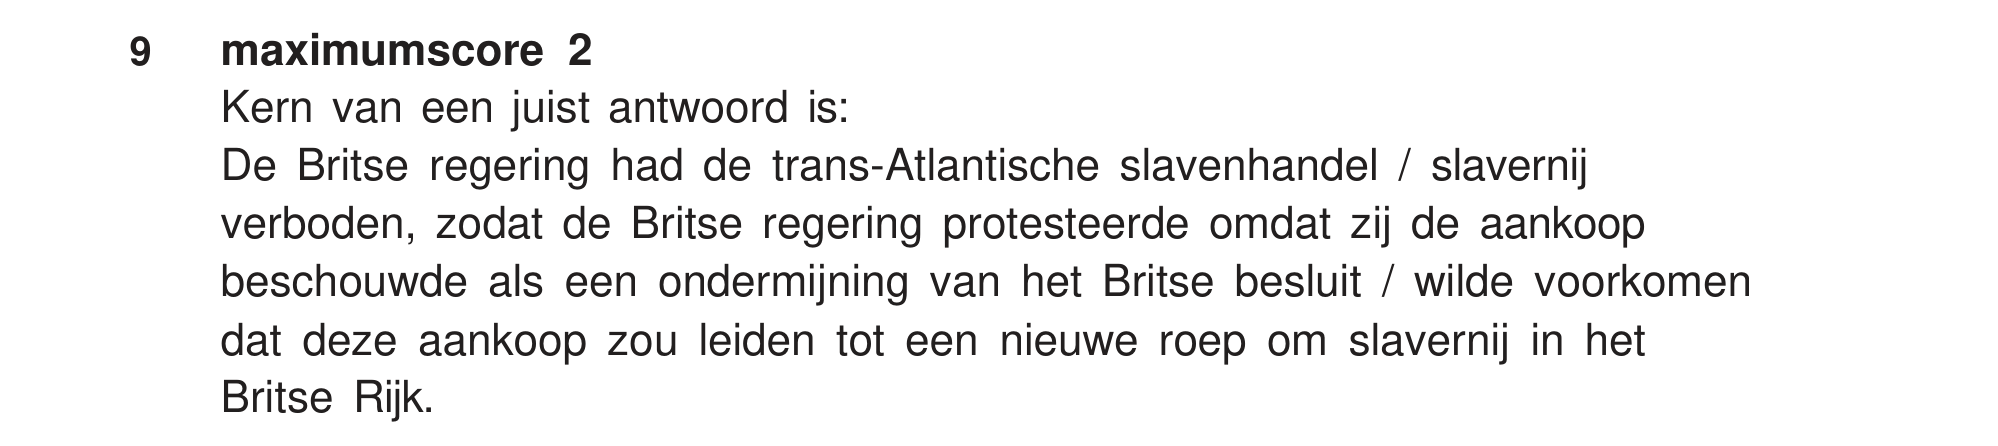 9 maximumscore 2
Kern van een juist antwoord is:
De Britse regering had de trans-Atlantische slavenhandel / slavernij
verboden, zodat de Britse regering protesteerde omdat zij de aankoop
beschouwde als een ondermijning van het Britse besluit / wilde voorkomen
dat deze aankoop zou leiden tot een nieuwe roep om slavernij in het
Britse Rijk.